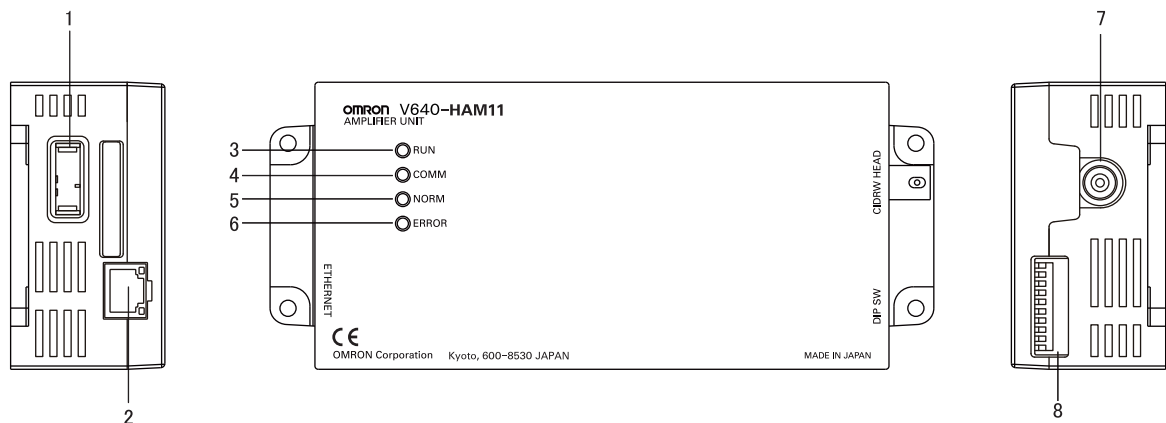 1
7
OMRON V640-HAM11
AMPLIFIER UNIT
3 RUN
4 COMM
5 NORM
6 ERROR
CIDRW HEAD
ETHERNET
DIP SW
CE
OMRON Corporation Kyoto, 600-8530 JAPAN
MADE IN JAPAN
2
8